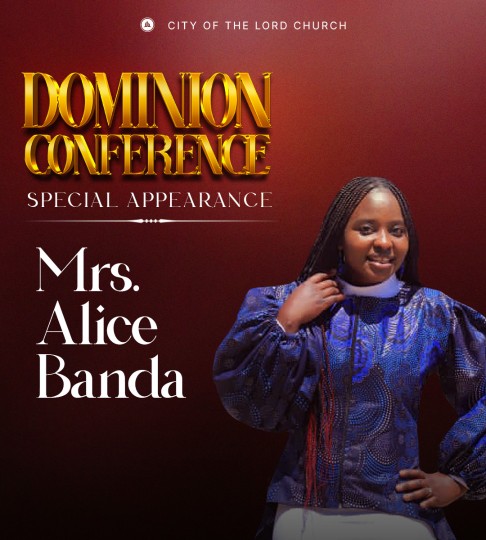 CITY OF THE LORD CHURCH
DOMINION
CONFERENCE
SPECIAL APPEARANCE
Mrs.
Alice
Banda